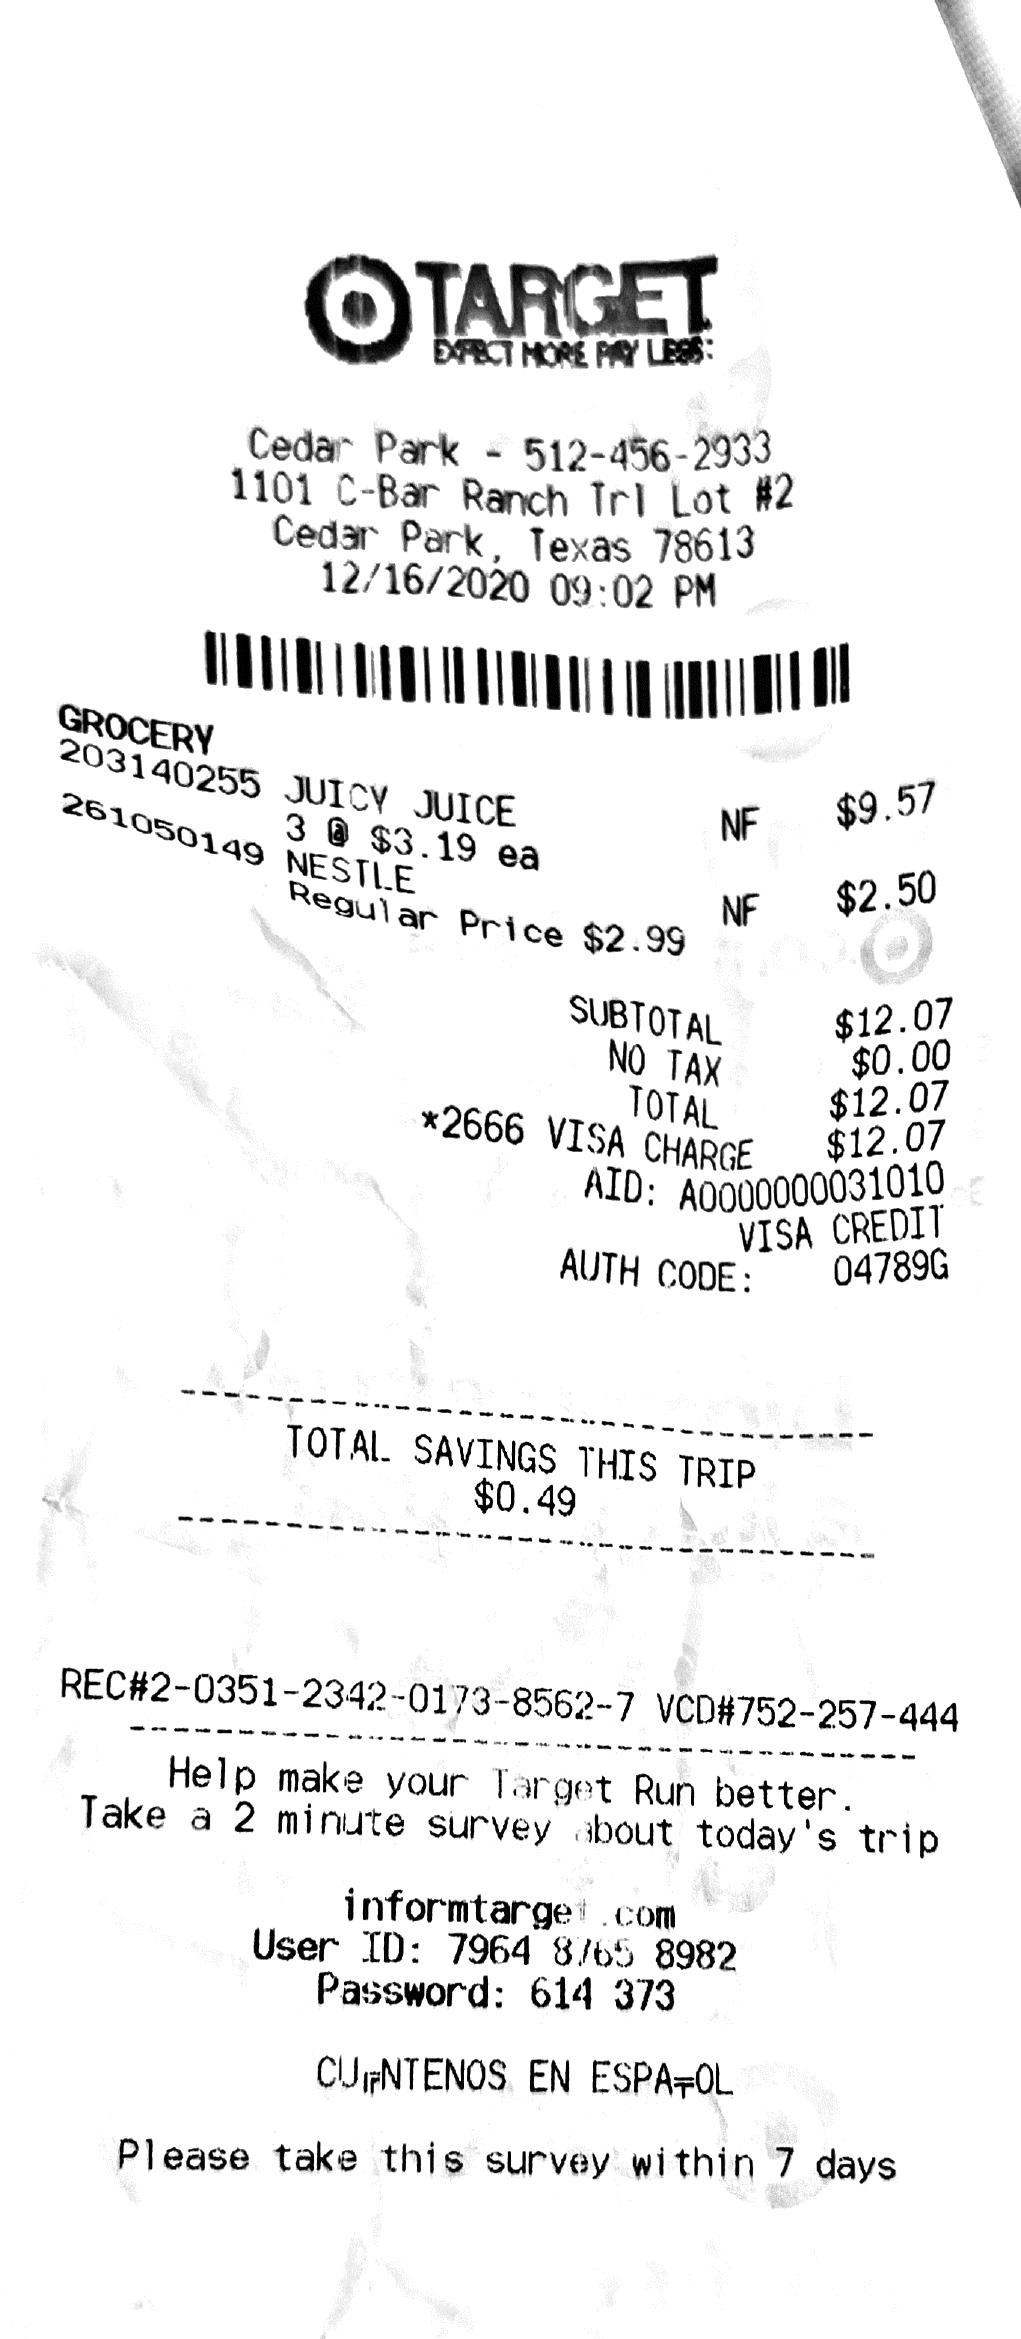 TARGET
EXPECT MORE PAY LESS:
Cedar Park - 512-456-2933
1101 C-Bar Ranch Trl Lot #2
Cedar Park, Texas 78613
12/16/2020 09:02 PM
GROCERY
203140255 JUICY JUICE NF $9.57
3 @ $3.19 ea
261050149 NESTLE NF $2.50
Regular Price $2.99
SUBTOTAL $12.07
NO TAX $0.00
TOTAL $12.07
*2666 VISA CHARGE $12.07
AID: A0000000031010
VISA CREDIT
AUTH CODE: 04789G
TOTAL SAVINGS THIS TRIP
$0.49
REC#2-0351-2342-0173-8562-7 VCD#752-257-444
Help make your Target Run better.
Take a 2 minute survey about today's trip
informtarget.com
User ID: 7964 8765 8982
Password: 614 373
CU╔NTENOS EN ESPA╤OL
Please take this survey within 7 days